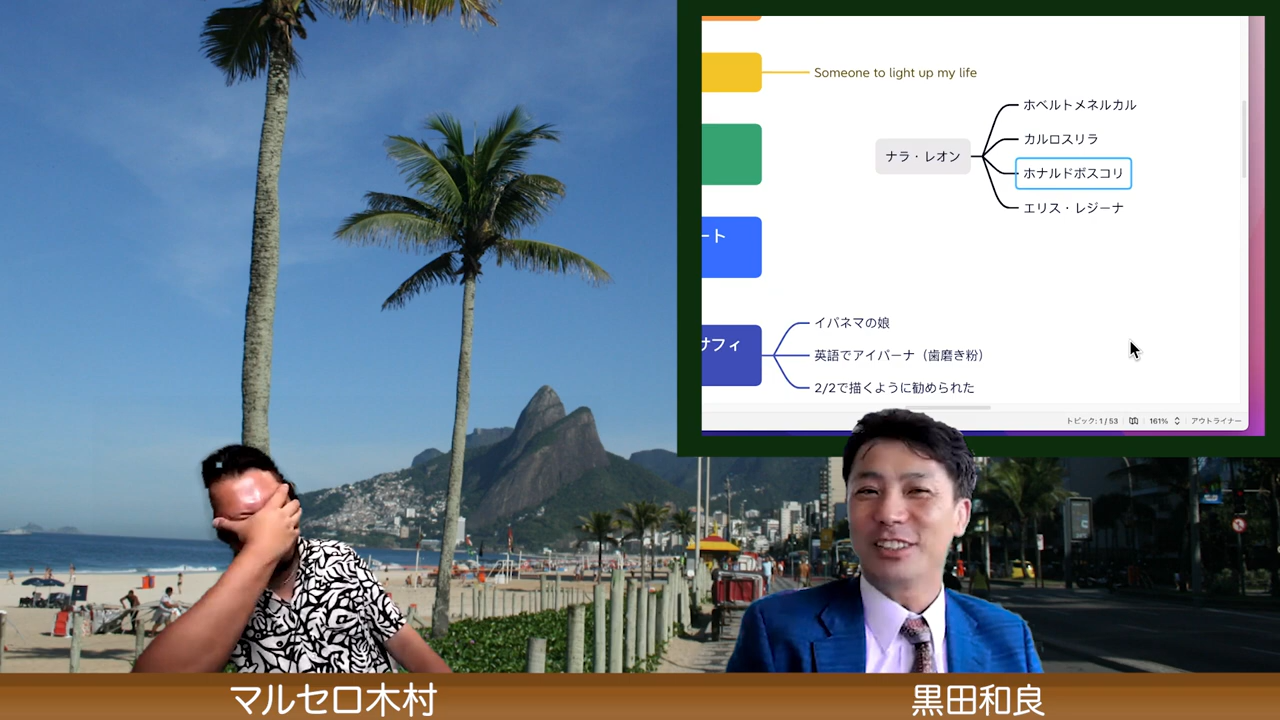 Someone to light up my life
ホベルトメネルカル
カルロスリラ
ナラ・レオン
ホナルドボスコリ
エリス・レジーナ
ート
イパネマの娘
サフィ
英語でアイパーナ（歯磨き粉）
2/2で描くように勧められた
トピック: 1 / 53
161%
アウトライナー
マルセロ木村
黒田和良